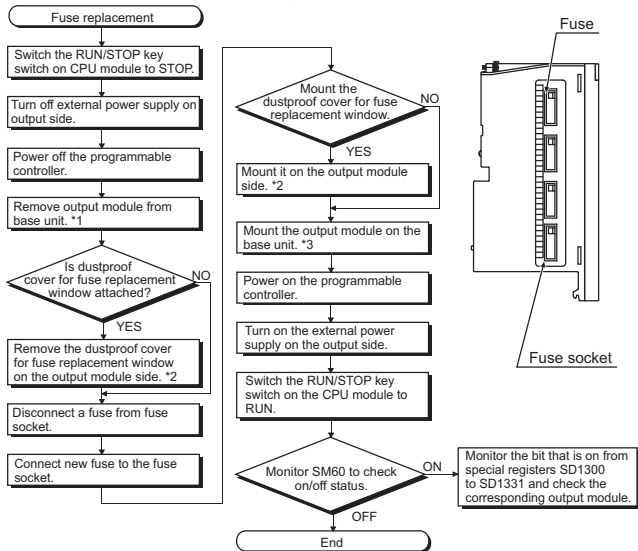 Fuse replacement
Switch the RUN/STOP key
switch on CPU module to STOP.
Turn off external power supply on
output side.
Power off the programmable
controller.
Remove output module from
base unit. *1
Is dustproof
cover for fuse replacement
window attached?
NO
YES
Remove the dustproof cover
for fuse replacement window
on the output module side. *2
Disconnect a fuse from fuse
socket.
Connect new fuse to the fuse
socket.
Mount the
dustproof cover for fuse
replacement window.
NO
YES
Mount it on the output module
side. *2
Mount the output module on the
base unit. *3
Power on the programmable
controller.
Turn on the external power
supply on the output side.
Switch the RUN/STOP key
switch on the CPU module to
RUN.
Monitor SM60 to check
on/off status.
ON
OFF
End
Monitor the bit that is on from
special registers SD1300
to SD1331 and check the
corresponding output module.
Fuse
Fuse socket